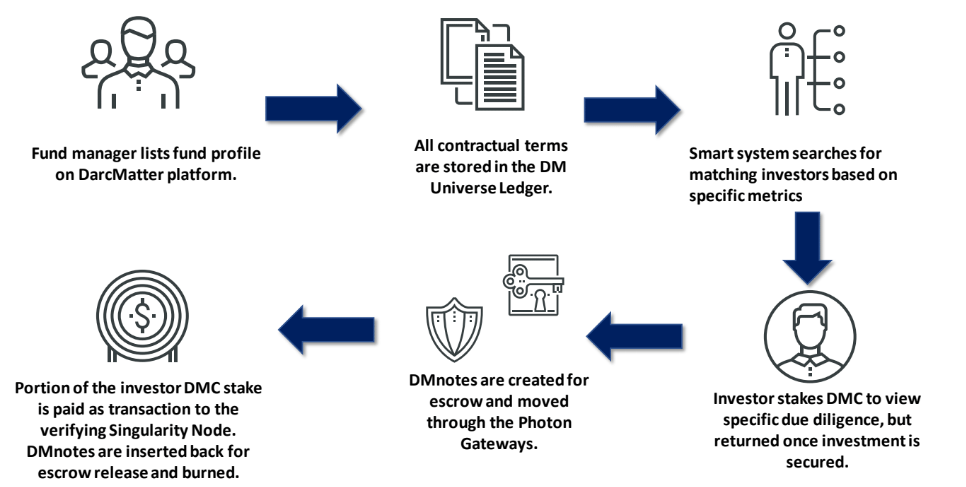 Fund manager lists fund profile
on DarcMatter platform.
All contractual terms
are stored in the DM
Universe Ledger.
Smart system searches for
matching investors based on
specific metrics
Investor stakes DMC to view
specific due diligence, but
returned once investment is
secured.
DMnotes are created for
escrow and moved
through the Photon
Gateways.
Portion of the investor DMC stake
is paid as transaction to the
verifying Singularity Node.
DMnotes are inserted back for
escrow release and burned.
$